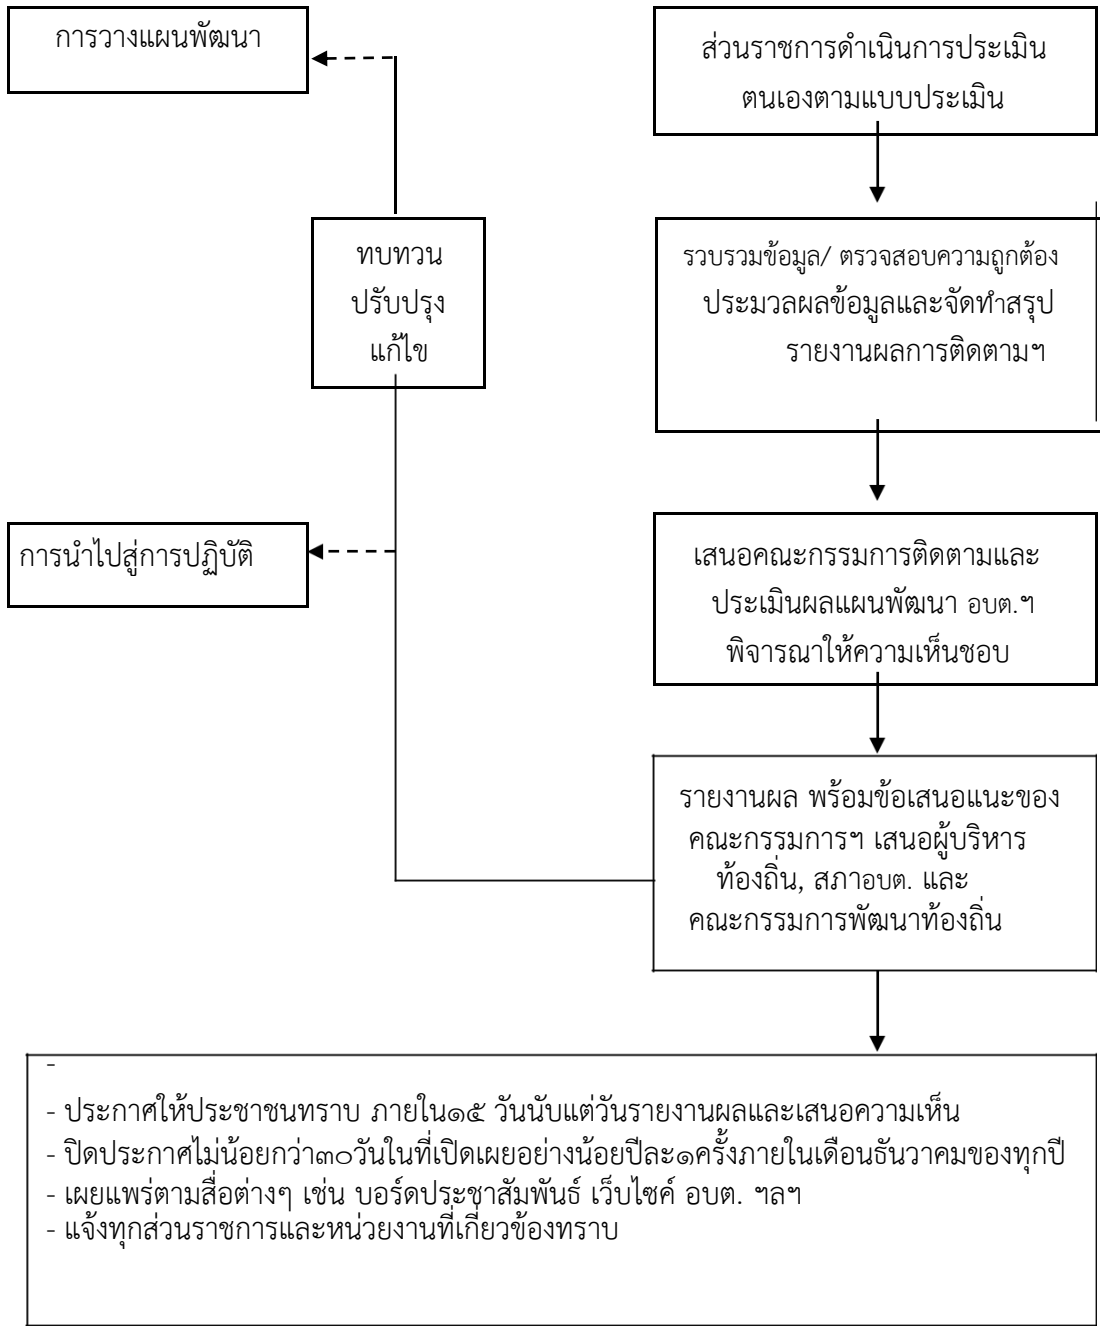 การวางแผนพัฒนา
ส่วนราชการดำเนินการประเมิน
ตนเองตามแบบประเมิน
ทบทวน
ปรับปรุง
แก้ไข
รวบรวมข้อมูล/ ตรวจสอบความถูกต้อง
ประมวลผลข้อมูลและจัดทำสรุป
รายงานผลการติดตามฯ
การนำไปสู่การปฏิบัติ
เสนอคณะกรรมการติดตามและ
ประเมินผลแผนพัฒนา อบต.ฯ
พิจารณาให้ความเห็นชอบ
รายงานผล พร้อมข้อเสนอแนะของ
คณะกรรมการฯ เสนอผู้บริหาร
ท้องถิ่น, สภาอบต. และ
คณะกรรมการพัฒนาท้องถิ่น
-
- ประกาศให้ประชาชนทราบ ภายใน๑๕ วันนับแต่วันรายงานผลและเสนอความเห็น
- ปิดประกาศไม่น้อยกว่า๓๐วันในที่เปิดเผยอย่างน้อยปีละ๑ครั้งภายในเดือนธันวาคมของทุกปี
- เผยแพร่ตามสื่อต่างๆ เช่น บอร์ดประชาสัมพันธ์ เว็บไซค์ อบต. ฯลฯ
- แจ้งทุกส่วนราชการและหน่วยงานที่เกี่ยวข้องทราบ